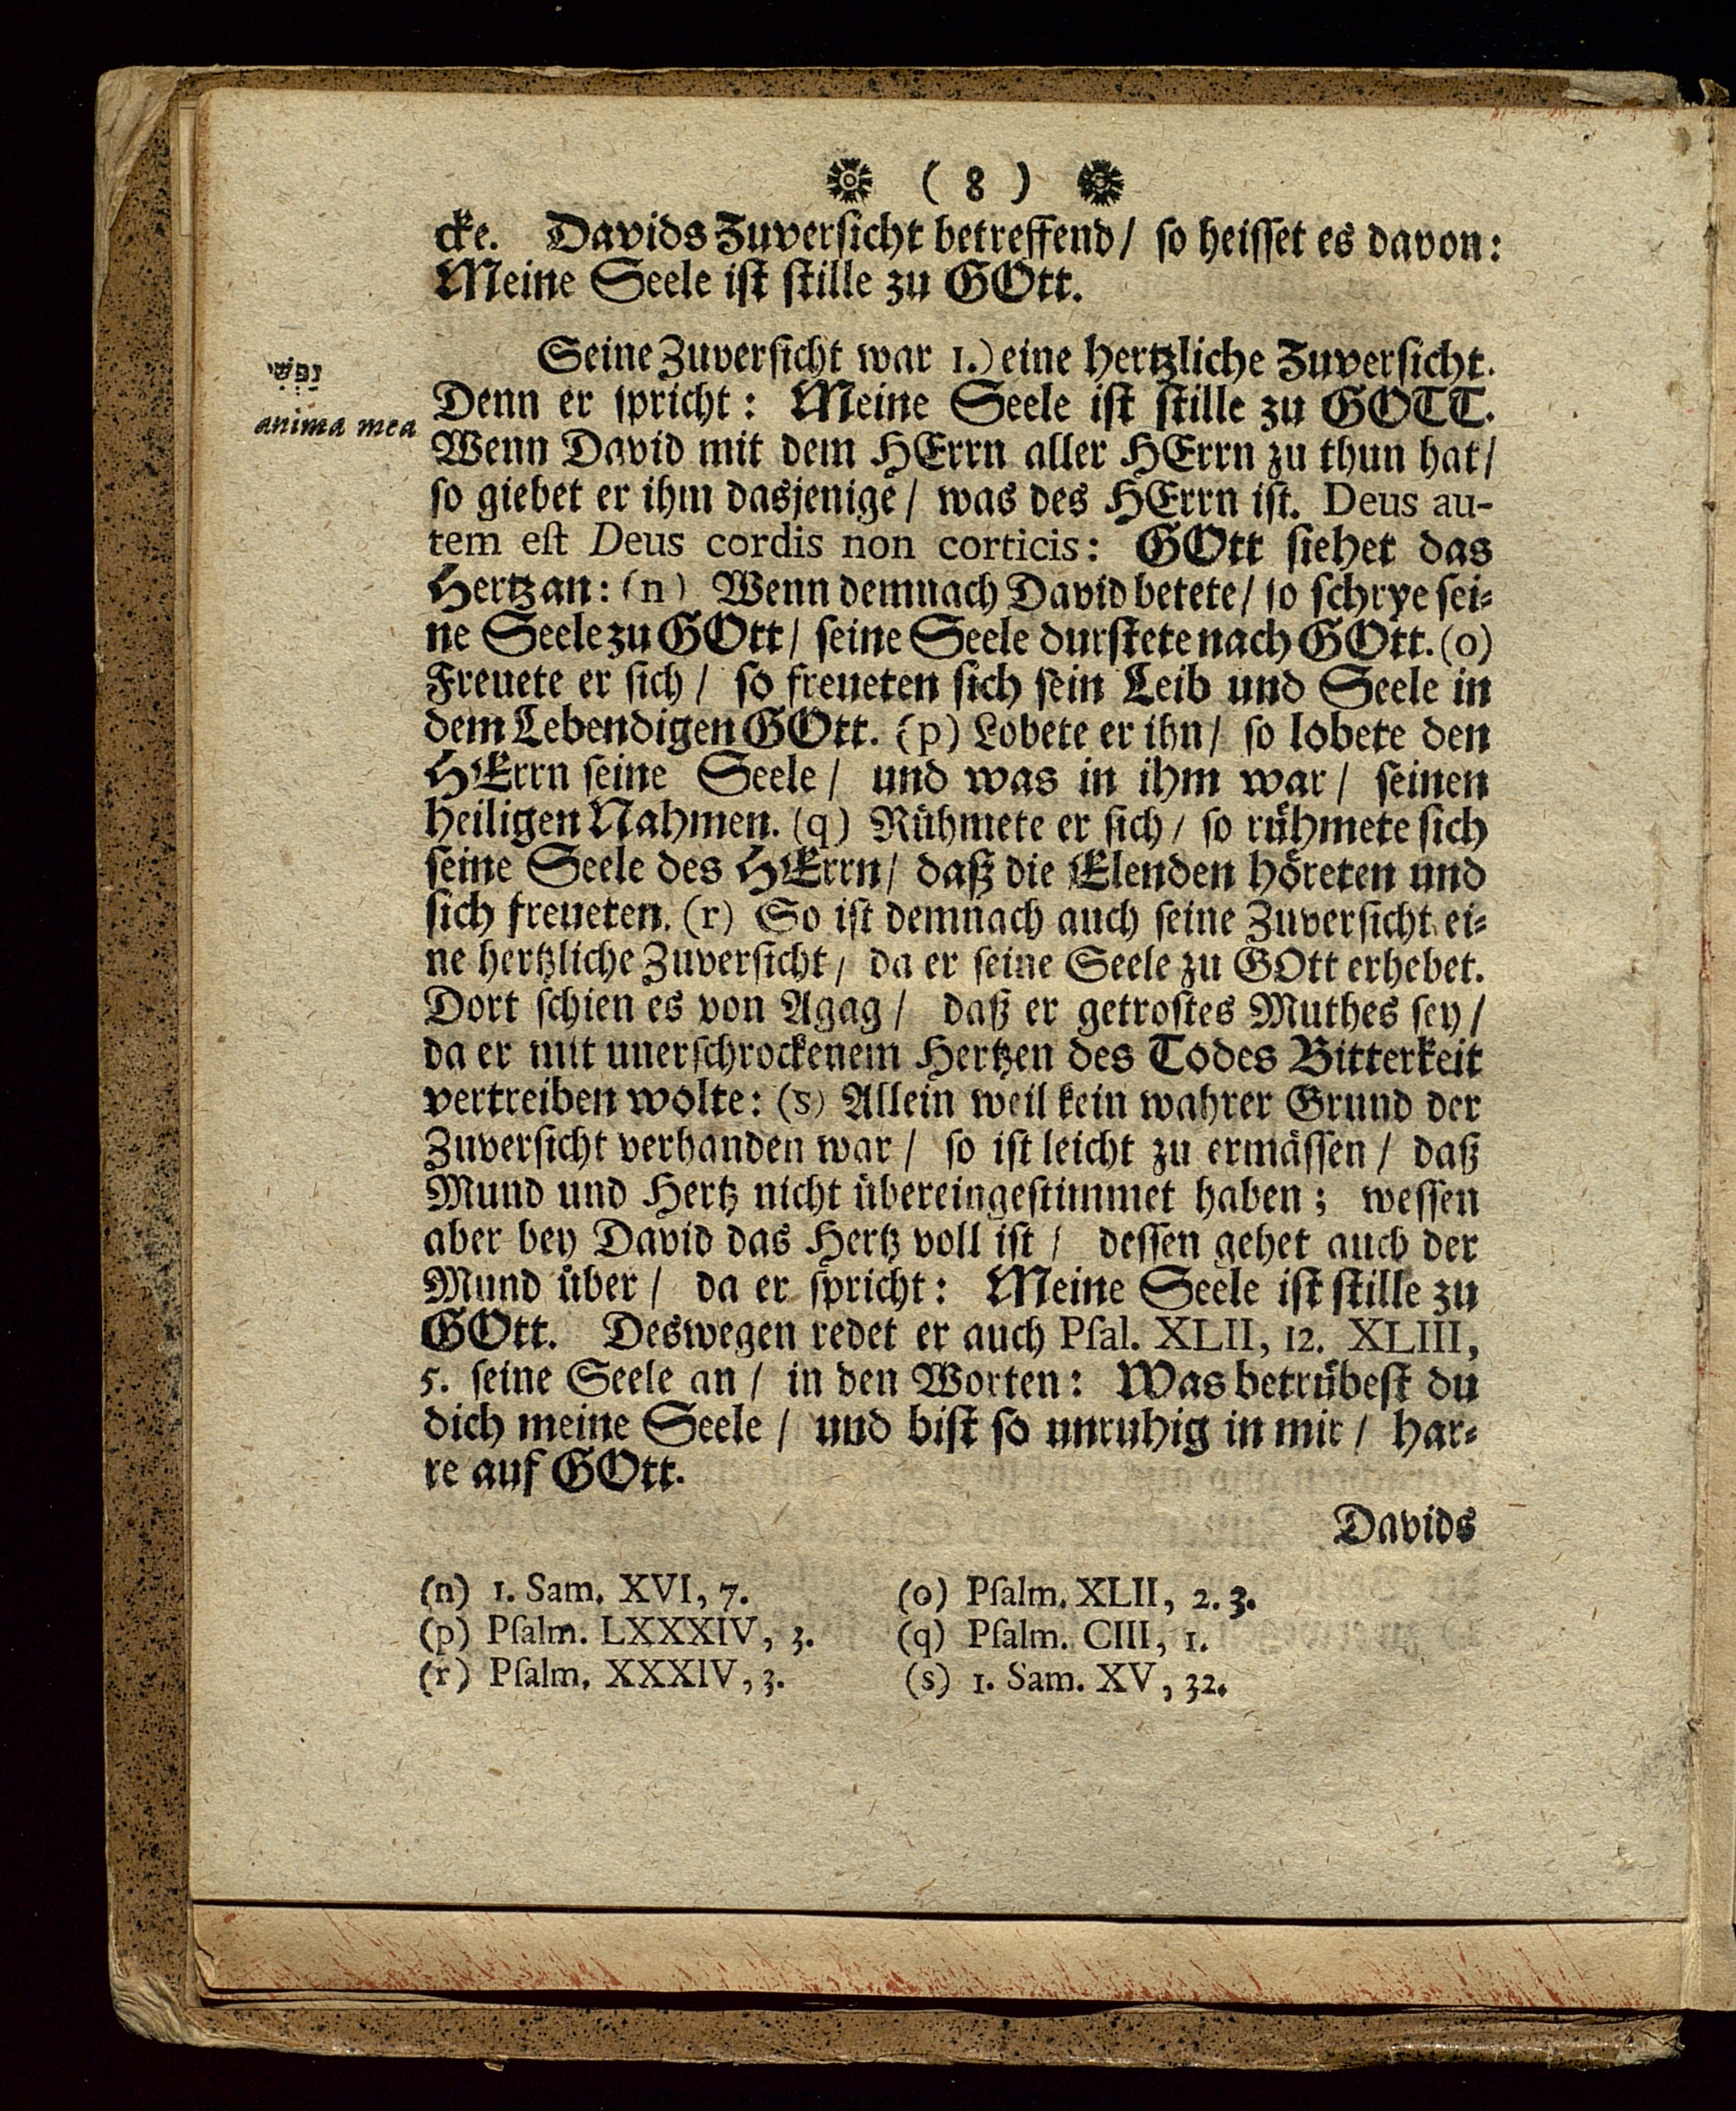 ( 8 )
cke. Davids Zuversicht betreffend/ so heisset es davon:
Meine Seele ist stille zu GOtt.
Seine Zuversicht war 1.) eine hertzliche Zuversicht.
נַפְשִׁי
anima mea
Denn er spricht: Meine Seele ist stille zu GOTT.
Wenn David mit dem HErrn aller HErrn zu thun hat/
so giebet er ihm dasjenige/ was des HErrn ist. Deus au-
tem est Deus cordis non corticis: GOtt siehet das
Hertz an: (n) Wenn demnach David betete/ so schrye sei-
ne Seele zu GOtt/ seine Seele durstete nach GOtt. (o)
Freuete er sich/ so freueten sich sein Leib und Seele in
dem Lebendigen GOtt. (p) Lobete er ihn/ so lobete den
HErrn seine Seele/ und was in ihm war/ seinen
heiligen Nahmen. (q) Rühmete er sich/ so rühmete sich
seine Seele des HErrn/ daß die Elenden höreten und
sich freueten. (r) So ist demnach auch seine Zuversicht ei-
ne hertzliche Zuversicht/ da er seine Seele zu GOtt erhebet.
Dort schien es von Agag/ daß er getrostes Muthes sey/
da er mit unerschrockenem Hertzen des Todes Bitterkeit
vertreiben wolte: (s) Allein weil kein wahrer Grund der
Zuversicht verhanden war/ so ist leicht zu ermässen/ daß
Mund und Hertz nicht übereingestimmet haben; wessen
aber bey David das Hertz voll ist/ dessen gehet auch der
Mund über/ da er spricht: Meine Seele ist stille zu
GOtt. Deswegen redet er auch Psal. XLII, 12. XLIII,
5. seine Seele an/ in den Worten: Was betrübest du
dich meine Seele/ und bist so unruhig in mir/ har-
re auf GOtt.
Davids
(n) 1. Sam. XVI, 7. (o) Psalm. XLII, 2. 3.
(p) Psalm. LXXXIV, 3. (q) Psalm. CIII, 1.
(r) Psalm. XXXIV, 3. (s) 1. Sam. XV, 32.